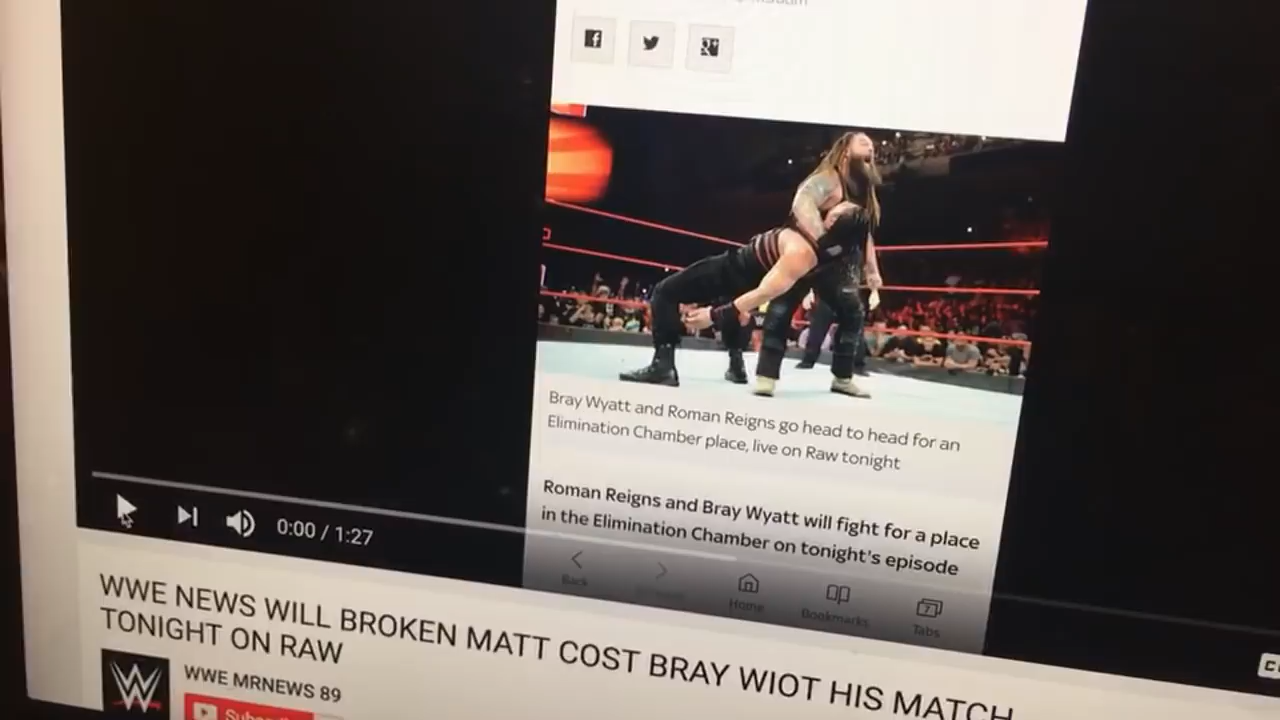 Bray Wyatt and Roman Reigns go head to head for an
Elimination Chamber place, live on Raw tonight
Roman Reigns and Bray Wyatt will fight for a place
in the Elimination Chamber on tonight's episode
Back
Home
Bookmarks
7
Tabs
0:00 / 1:27
WWE NEWS WILL BROKEN MATT COST BRAY WIOT HIS MATCH
TONIGHT ON RAW
WWE MRNEWS 89